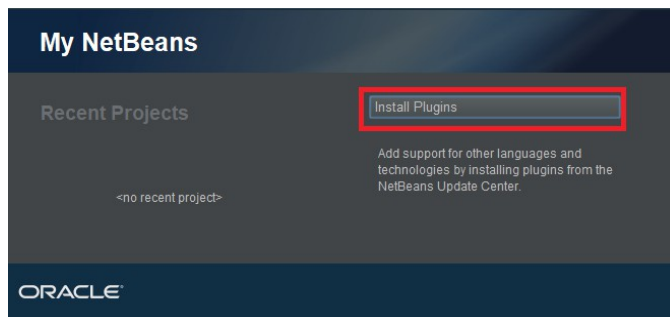 My NetBeans
Recent Projects
<no recent project>
Install Plugins
Add support for other languages and
technologies by installing plugins from the
NetBeans Update Center.
ORACLE